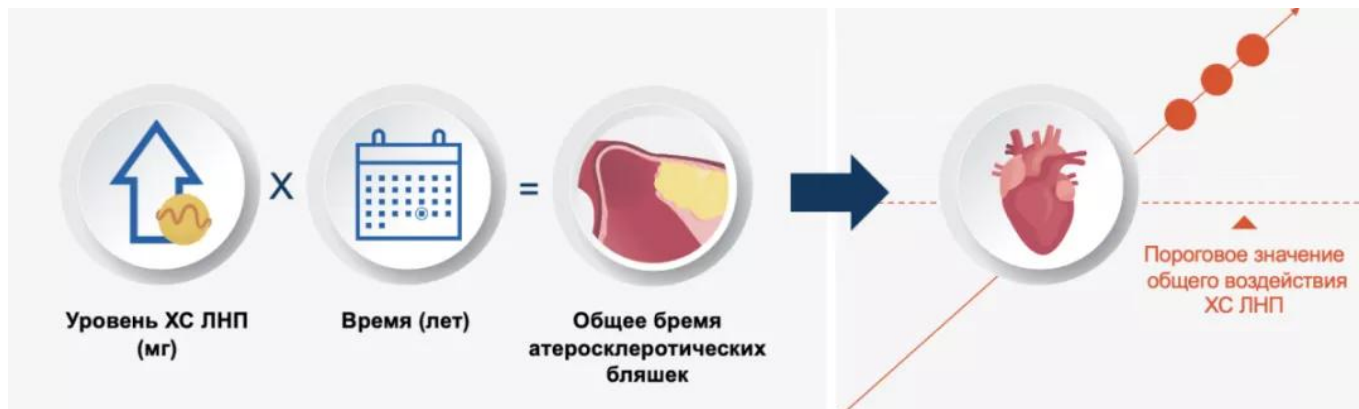 X
=
Уровень ХС ЛНП
(мг)
Время (лет)
Общее бремя
атеросклеротических
бляшек
Пороговое значение
общего воздействия
ХС ЛНП